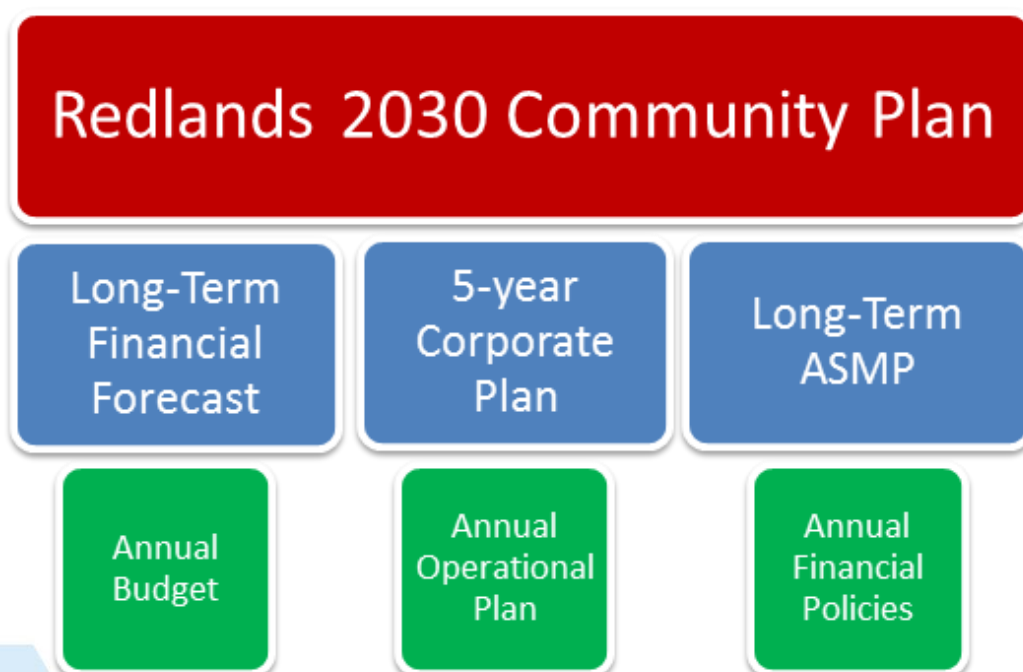 Redlands 2030 Community Plan
Long-Term
Financial
Forecast
5-year
Corporate
Plan
Long-Term
ASMP
Annual
Budget
Annual
Operational
Plan
Annual
Financial
Policies